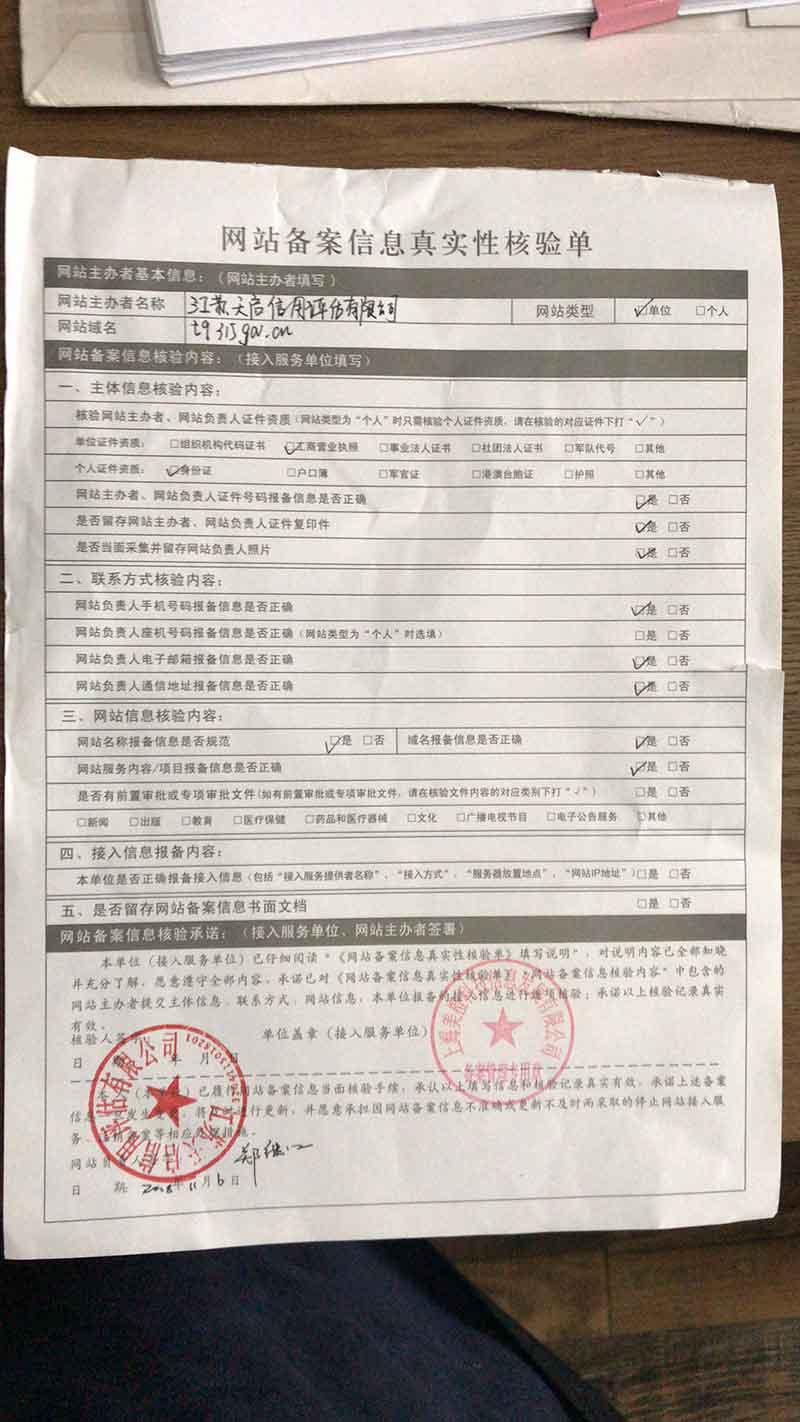 网站备案信息真实性核验单
网站主办者基本信息：（网站主办者填写）
网站主办者名称 江苏天启信用评估有限公司 网站类型 ☑单位 □个人
网站域名
网站备案信息核验内容：（接入服务单位填写）
一、主体信息核验内容：
核验网站主办者、网站负责人证件资质（网站类型为“个人”时只需核验个人证件资质，请在核验的对应证件下打“√”）
单位证件资质： □组织机构代码证书 ☑工商营业执照 □事业法人证书 □社团法人证书 □军队代号 □其他
个人证件资质： ☑身份证 □户口簿 □军官证 □港澳台胞证 □护照 □其他
网站主办者、网站负责人证件号码报备信息是否正确 ☑是 □否
是否留存网站主办者、网站负责人证件复印件 ☑是 □否
是否当面采集并留存网站负责人照片 ☑是 □否
二、联系方式核验内容：
网站负责人手机号码报备信息是否正确 ☑是 □否
网站负责人座机号码报备信息是否正确（网站类型为“个人”时选填） □是 □否
网站负责人电子邮箱报备信息是否正确 ☑是 □否
网站负责人通信地址报备信息是否正确 ☑是 □否
三、网站信息核验内容：
网站名称报备信息是否规范 ☑是 □否 域名报备信息是否正确 ☑是 □否
网站服务内容/项目报备信息是否正确 ☑是 □否
是否有前置审批或专项审批文件（如有前置审批或专项审批文件，请在核验文件内容的对应类别下打“√”） □是 □否
□新闻 □出版 □教育 □医疗保健 □药品和医疗器械 □文化 □广播电视节目 □电子公告服务 □其他
四、接入信息报备内容：
本单位是否正确报备接入信息（包括“接入服务提供者名称”、“接入方式”、“服务器放置地点”，“网站IP地址”） □是 □否
五、是否留存网站备案信息书面文档 □是 □否
网站备案信息核验承诺：（接入服务单位、网站主办者签署）
本单位（接入服务单位）已仔细阅读“《网站备案信息真实性核验单》填写说明”，对说明内容已全部知晓
并充分了解，愿意遵守全部内容。承诺已对《网站备案信息真实性核验单》“网站备案信息核验内容”中包含的
网站主办者提交主体信息、联系方式、网站信息，本单位报备的接入信息进行逐项核验；承诺以上核验记录真实
有效。
核验人签 单位盖章（接入服务单位）
日 年 月 日
已履行网站备案信息当面核验手续，承认以上填写信息和核验记录真实有效，承诺上述备案
信息 发生 将 进行更新，并愿意承担因网站备案信息不准确或更新不及时而采取的停止网站接入服
务、 案等相应处理措施。
网站负 人 郑继
日 期 2018年11月6日
有限公司
备案核验专用章